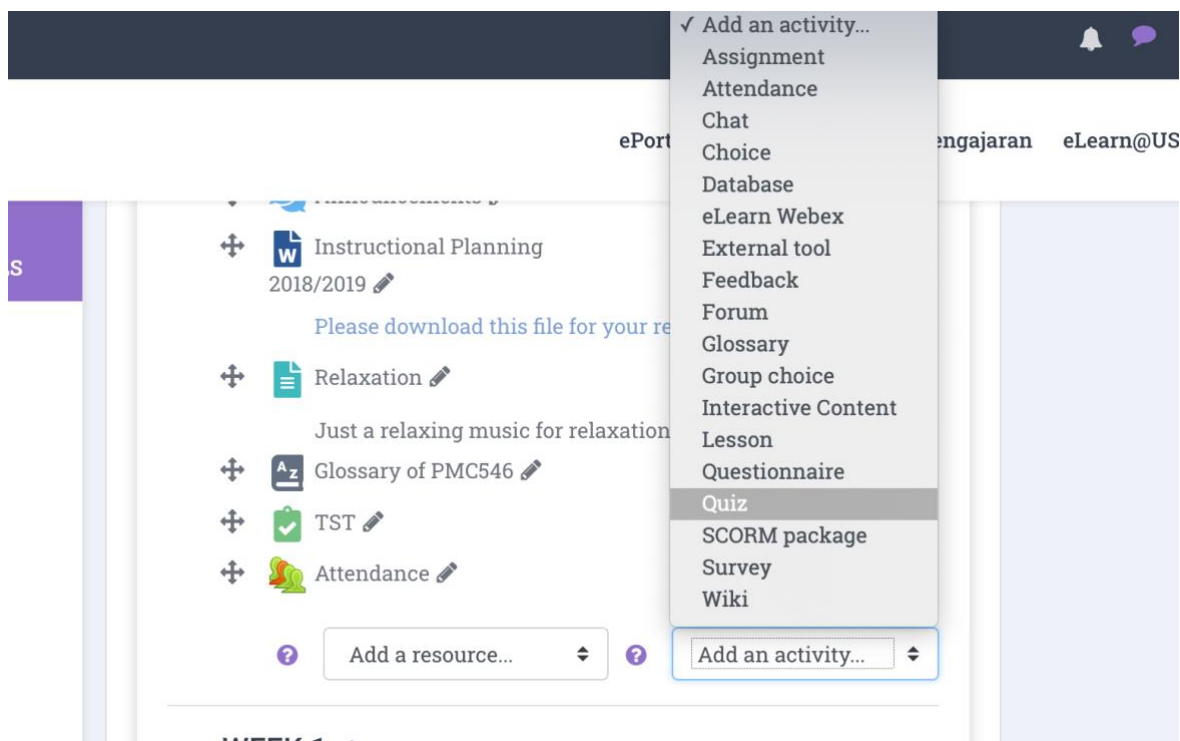 ✓ Add an activity...
Assignment
Attendance
Chat
Choice
Database
eLearn Webex
External tool
Feedback
Forum
Glossary
Group choice
Interactive Content
Lesson
Questionnaire
Quiz
SCORM package
Survey
Wiki
ePort
engajaran eLearn@US
LS
Instructional Planning
2018/2019
Please download this file for your re
Relaxation
Just a relaxing music for relaxation
Glossary of PMC546
TST
Attendance
Add a resource...
Add an activity...